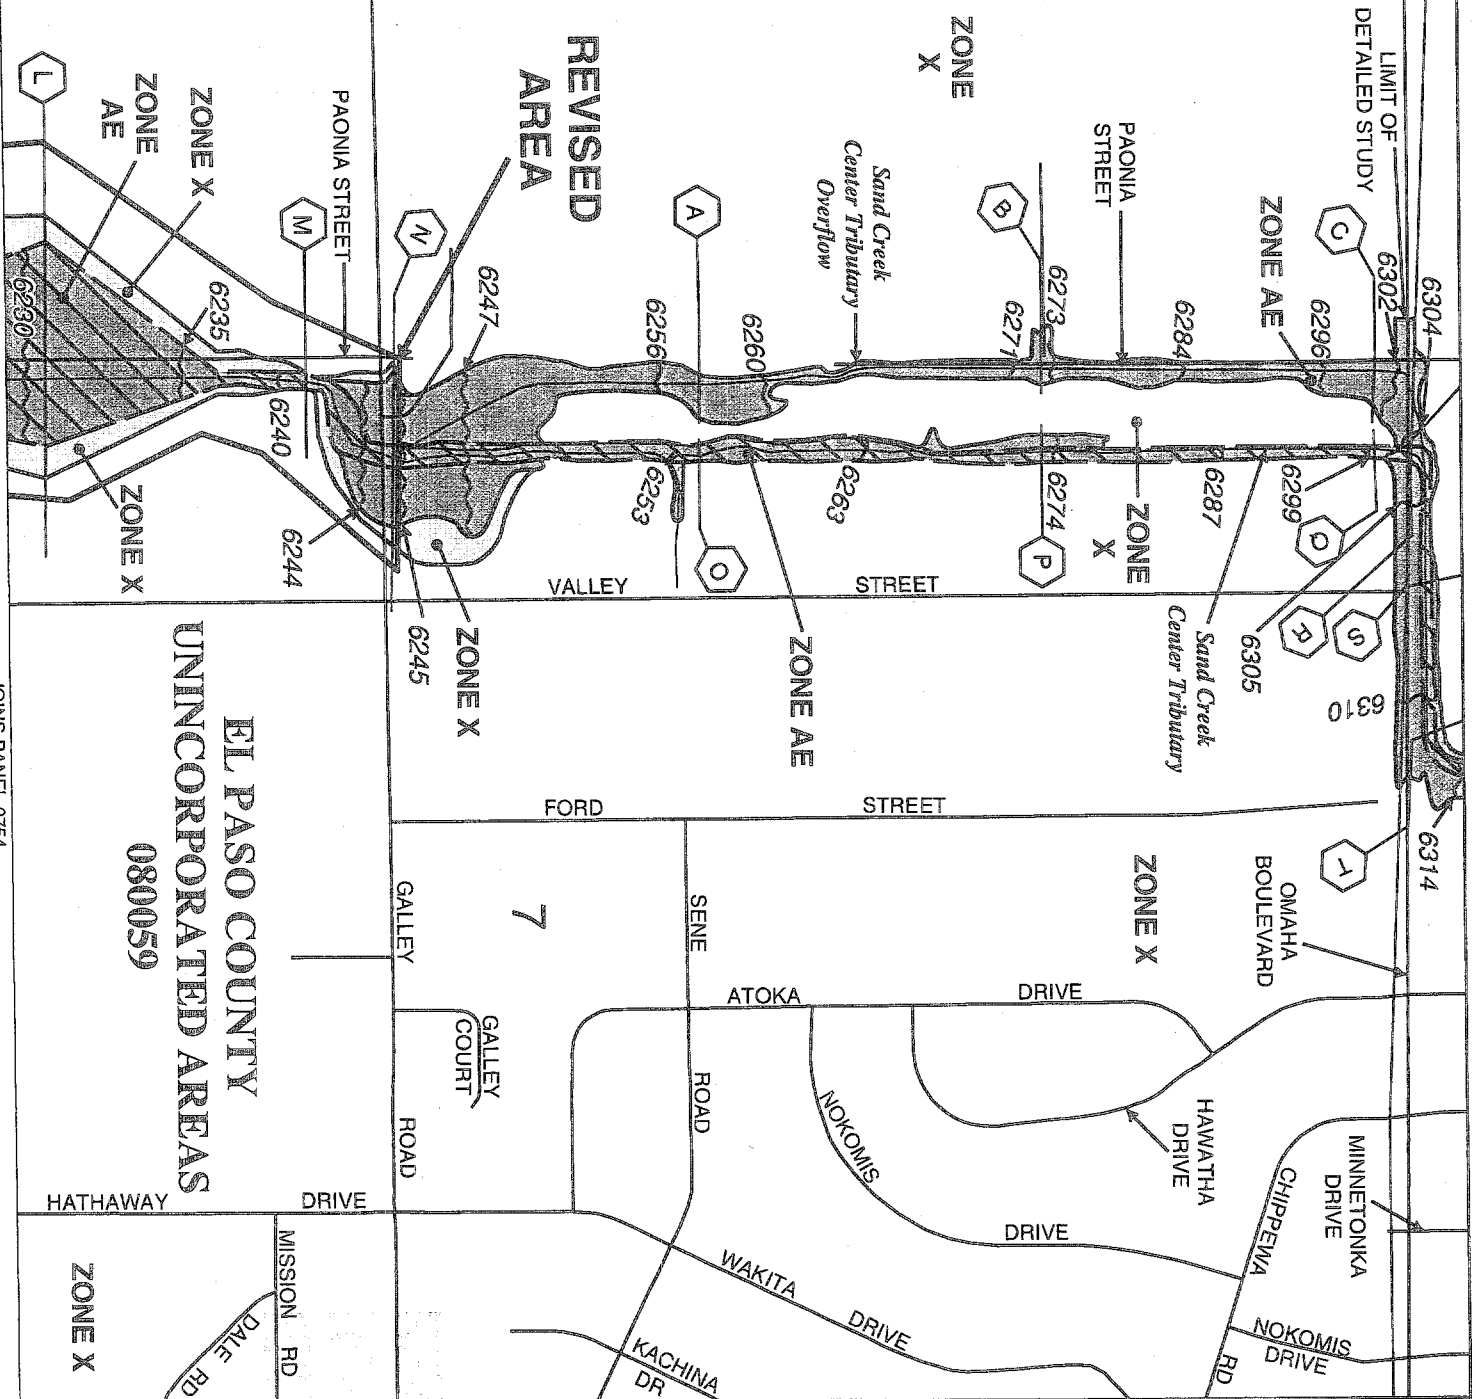 LIMIT OF
DETAILED STUDY
ZONE
X
ZONE AE
C
6302
6304
6296
PAONIA
STREET
B
6273
6271
6284
Sand Creek
Center Tributary
Overflow
A
6256
6260
REVISED
AREA
6247
N
PAONIA STREET
M
ZONE X
ZONE
AE
L
6235
6230
6240
ZONE X
6244
6245
ZONE X
6253
O
6263
ZONE AE
6274
P
ZONE
X
6287
6299
Q
R
S
6305
6310
Sand Creek
Center Tributary
VALLEY STREET
FORD STREET
6314
T
OMAHA
BOULEVARD
ZONE X
EL PASO COUNTY
UNINCORPORATED AREAS
080059
7
GALLEY ROAD
GALLEY
COURT
SENE ROAD
ATOKA DRIVE
NOKOMIS DRIVE
HAWATHA
DRIVE
CHIPPEWA RD
MINNETONKA
DRIVE
NOKOMIS
DRIVE
HATHAWAY DRIVE
WAKITA DRIVE
KACHINA
DR
MISSION RD
DALE RD
ZONE X